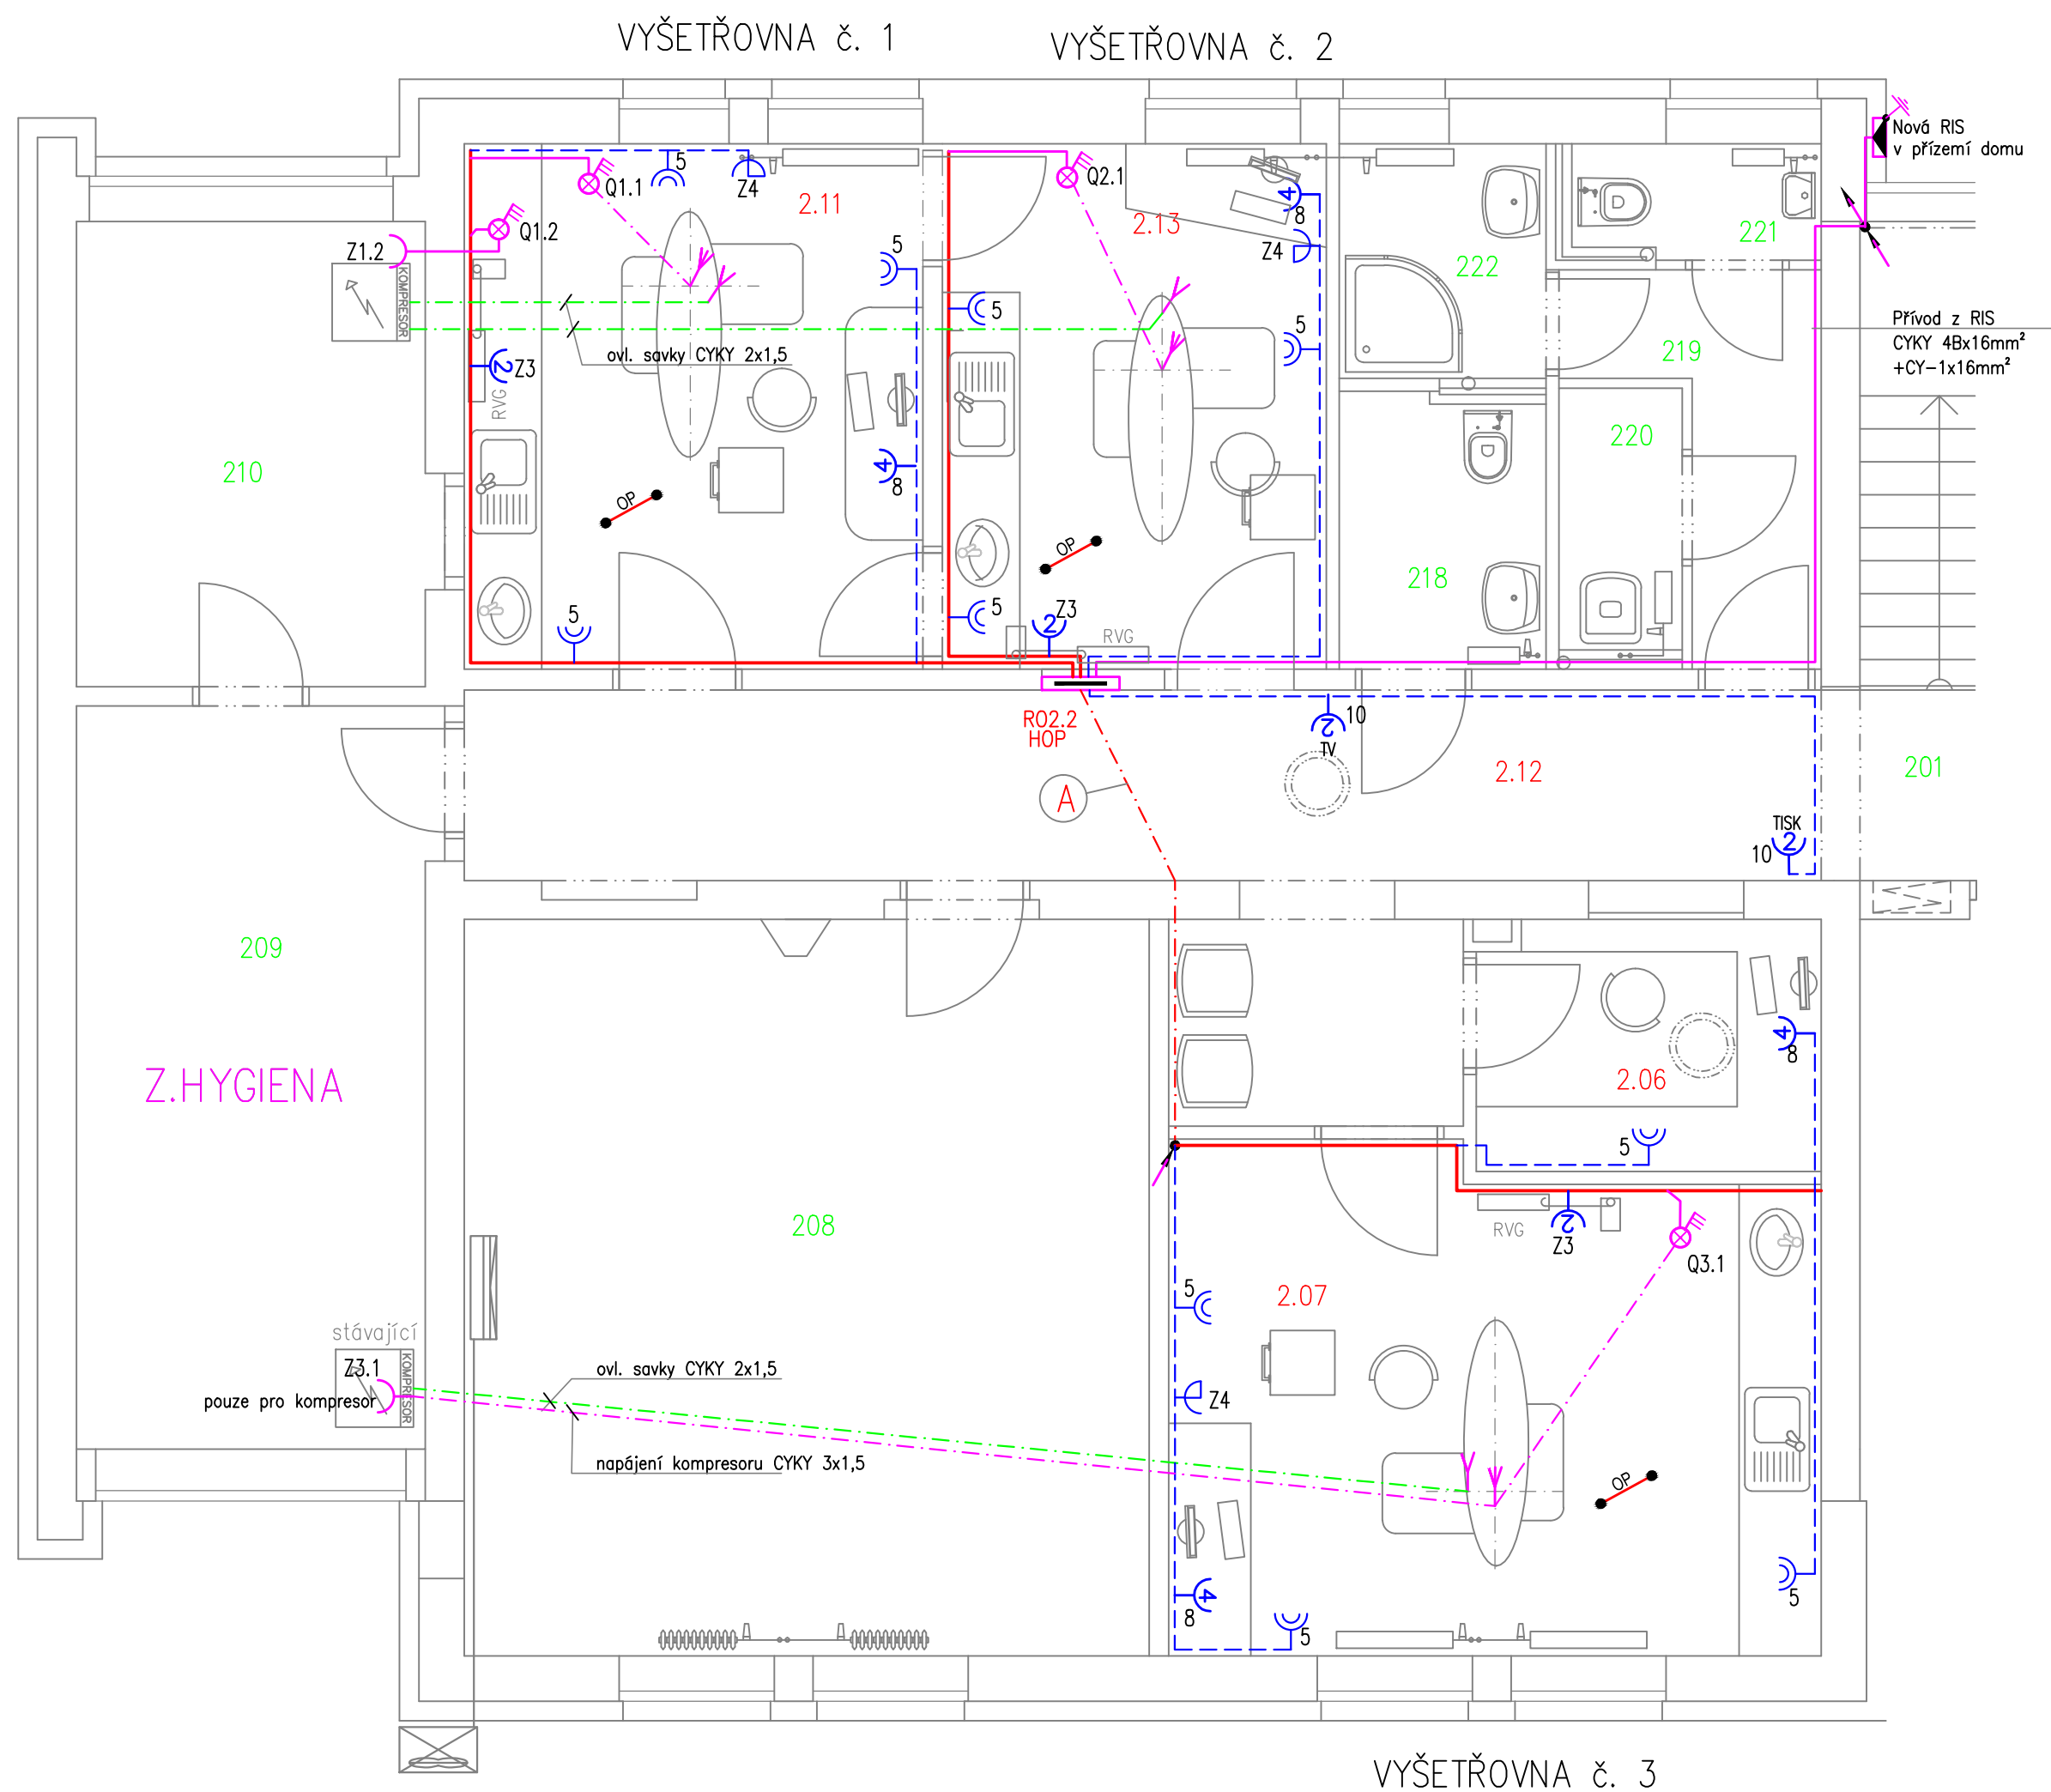 VYŠETŘOVNA č. 1
VYŠETŘOVNA č. 2
Nová RIS
v přízemí domu
Q1.1
5
Z4
2.11
Q2.1
2.13
4
8
Z4
221
222
Q1.2
Z1.2
KOMPRESOR
5
5
5
219
Přívod z RIS
CYKY 4Bx16mm²
+CY-1x16mm²
ovl. savky CYKY 2x1,5
2
Z3
RVG
210
4
8
OP
OP
220
218
5
5
2
Z3
RVG
RO2.2
HOP
2
10
TV
A
2.12
201
TISK
2
10
209
Z.HYGIENA
4
8
2.06
5
208
RVG
2
Z3
Q3.1
5
2.07
stávající
Z3.1
KOMPRESOR
pouze pro kompresor
ovl. savky CYKY 2x1,5
Z4
napájení kompresoru CYKY 3x1,5
OP
4
8
5
5
VYŠETŘOVNA č. 3